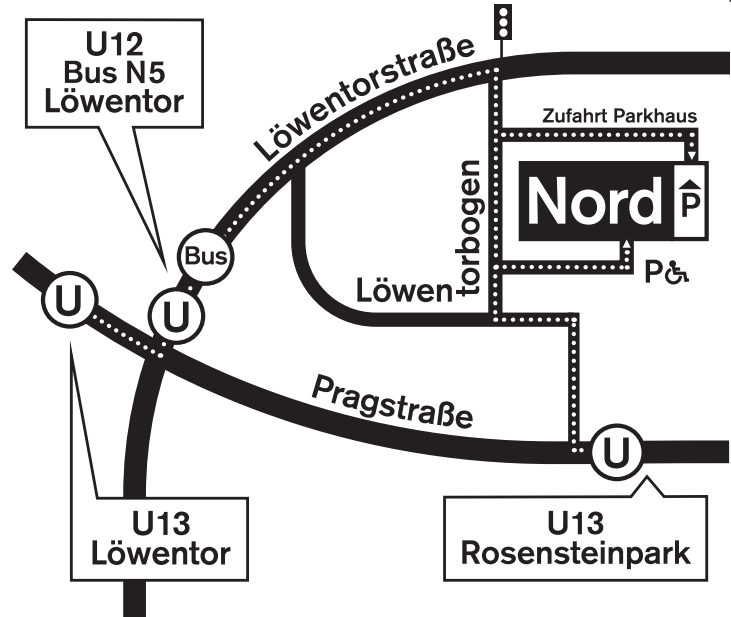 U12
Bus N5
Löwentor
Löwentorstraße
Zufahrt Parkhaus
Nord
P
torbogen
Bus
P
Löwen
U
U
Pragstraße
U
U13
Löwentor
U13
Rosensteinpark